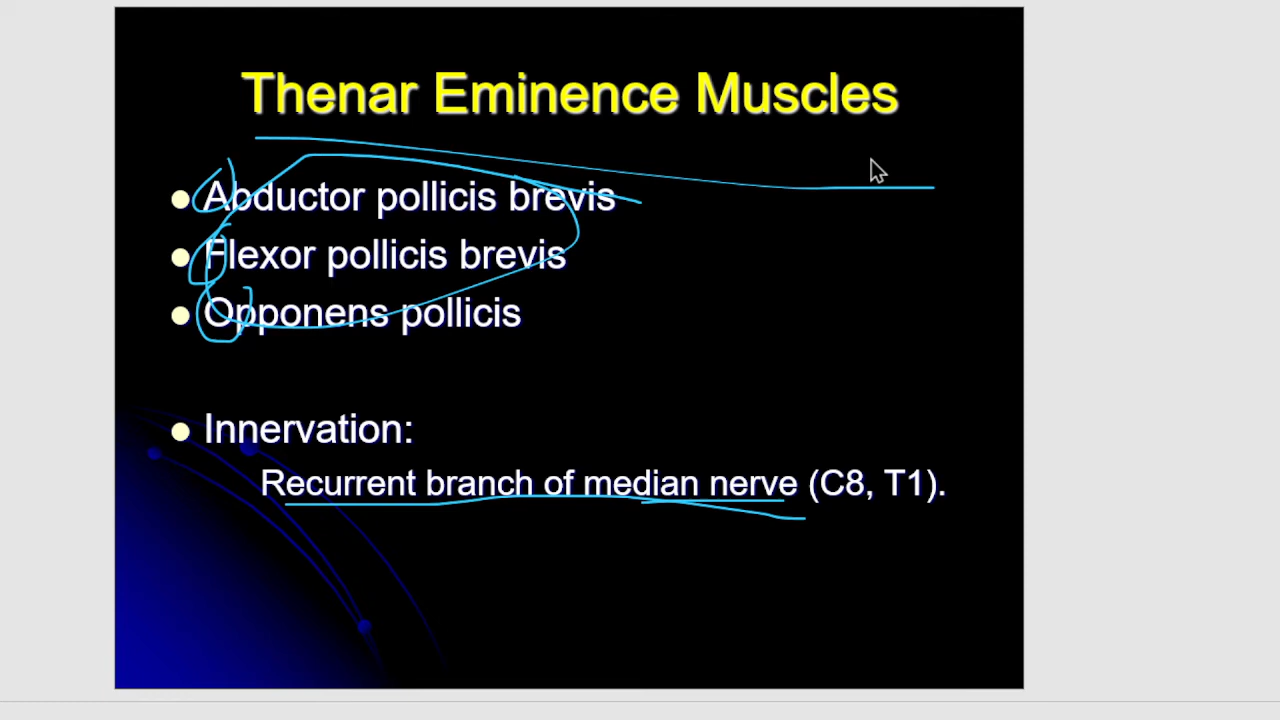 Thenar Eminence Muscles
Abductor pollicis brevis
Flexor pollicis brevis
Opponens pollicis
Innervation:
Recurrent branch of median nerve (C8, T1).